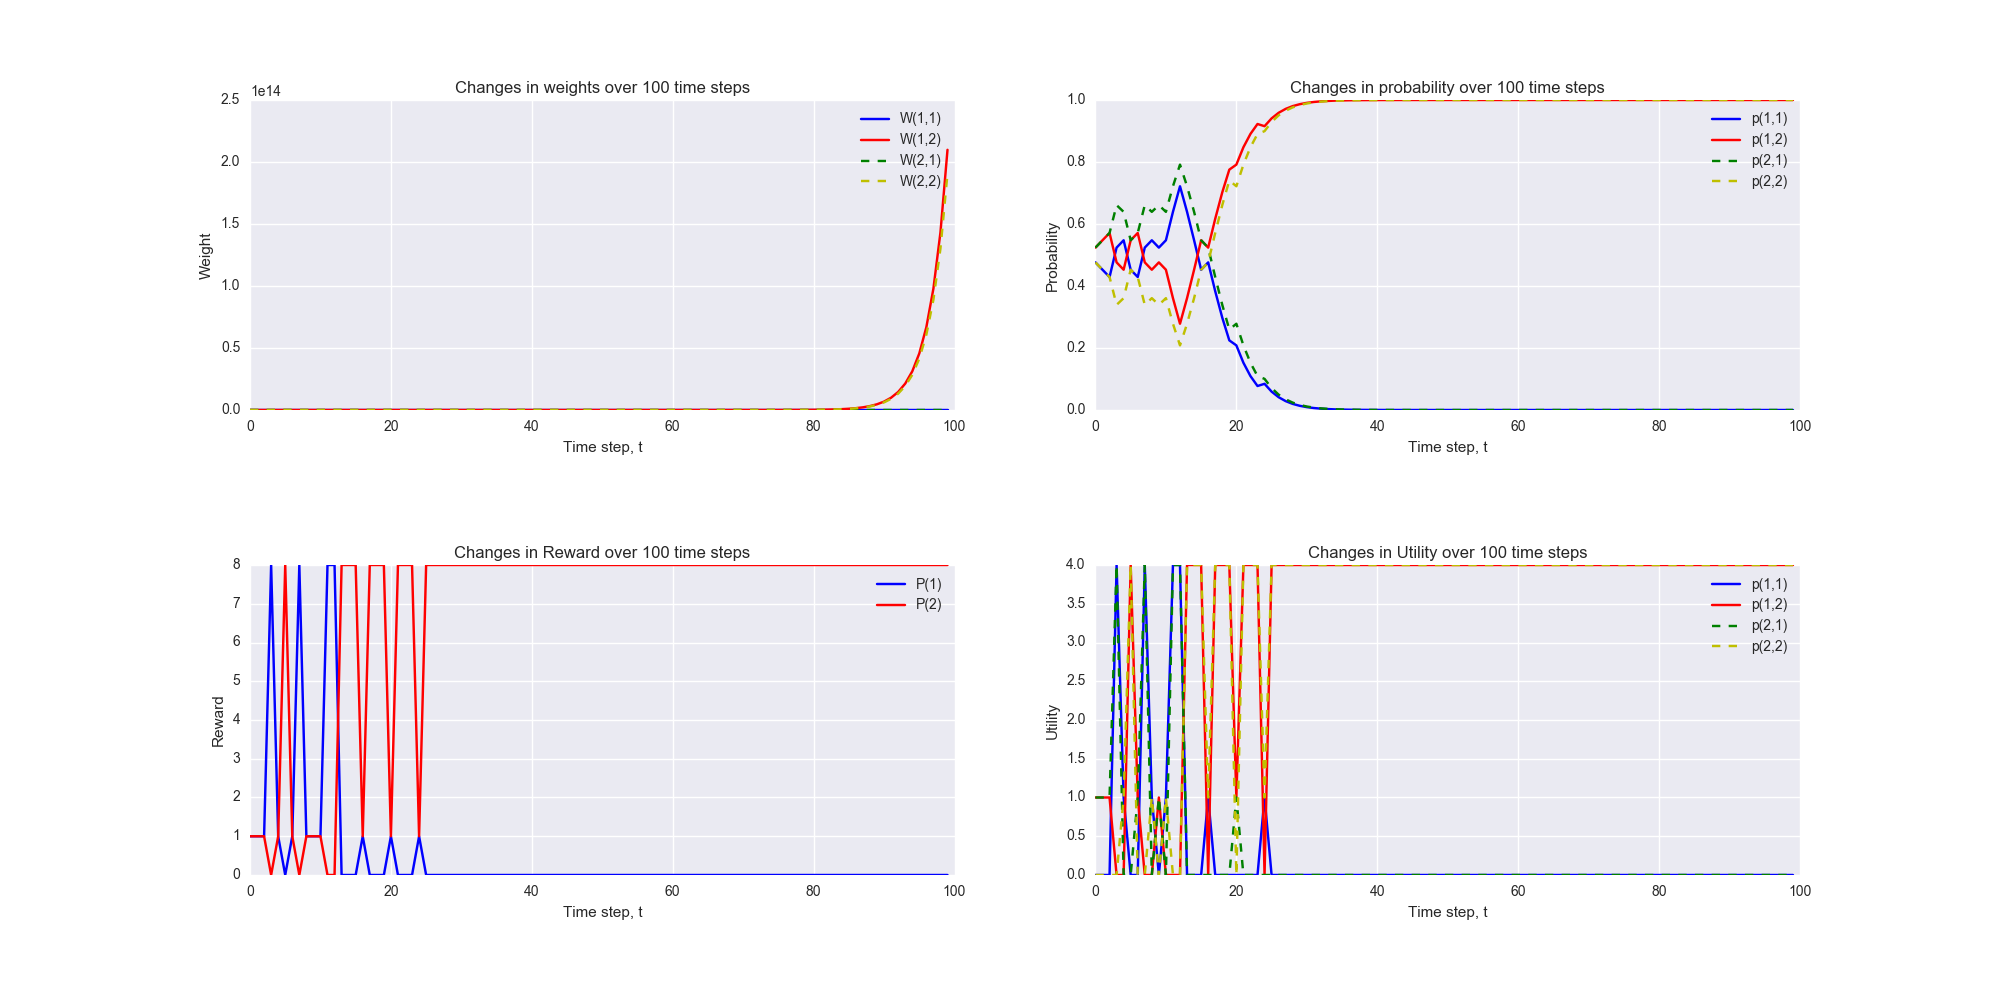 Changes in weights over 100 time steps
1e14
2.5
2.0
1.5
1.0
0.5
0.0
Weight
W(1,1)
W(1,2)
W(2,1)
W(2,2)
0 20 40 60 80 100
Time step, t
Changes in probability over 100 time steps
1.0
0.8
0.6
0.4
0.2
0.0
Probability
p(1,1)
p(1,2)
p(2,1)
p(2,2)
0 20 40 60 80 100
Time step, t
Changes in Reward over 100 time steps
8
7
6
5
4
3
2
1
0
Reward
P(1)
P(2)
0 20 40 60 80 100
Time step, t
Changes in Utility over 100 time steps
4.0
3.5
3.0
2.5
2.0
1.5
1.0
0.5
0.0
Utility
p(1,1)
p(1,2)
p(2,1)
p(2,2)
0 20 40 60 80 100
Time step, t